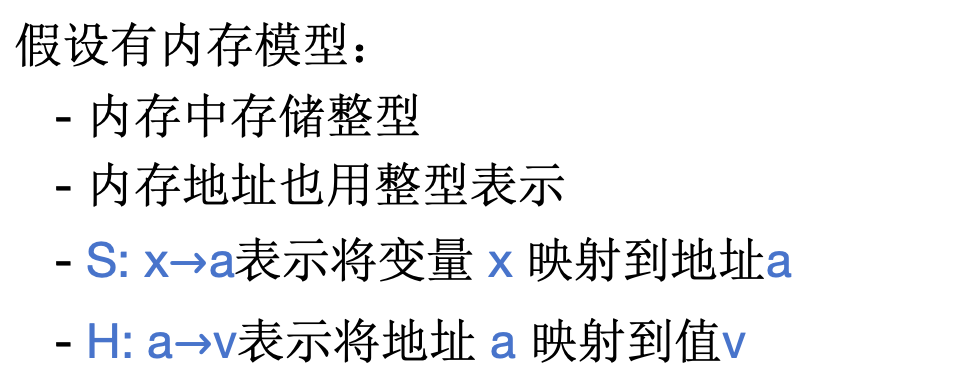 假设有内存模型：
- 内存中存储整型
- 内存地址也用整型表示
- S: x→a表示将变量 x 映射到地址a
- H: a→v表示将地址 a 映射到值v